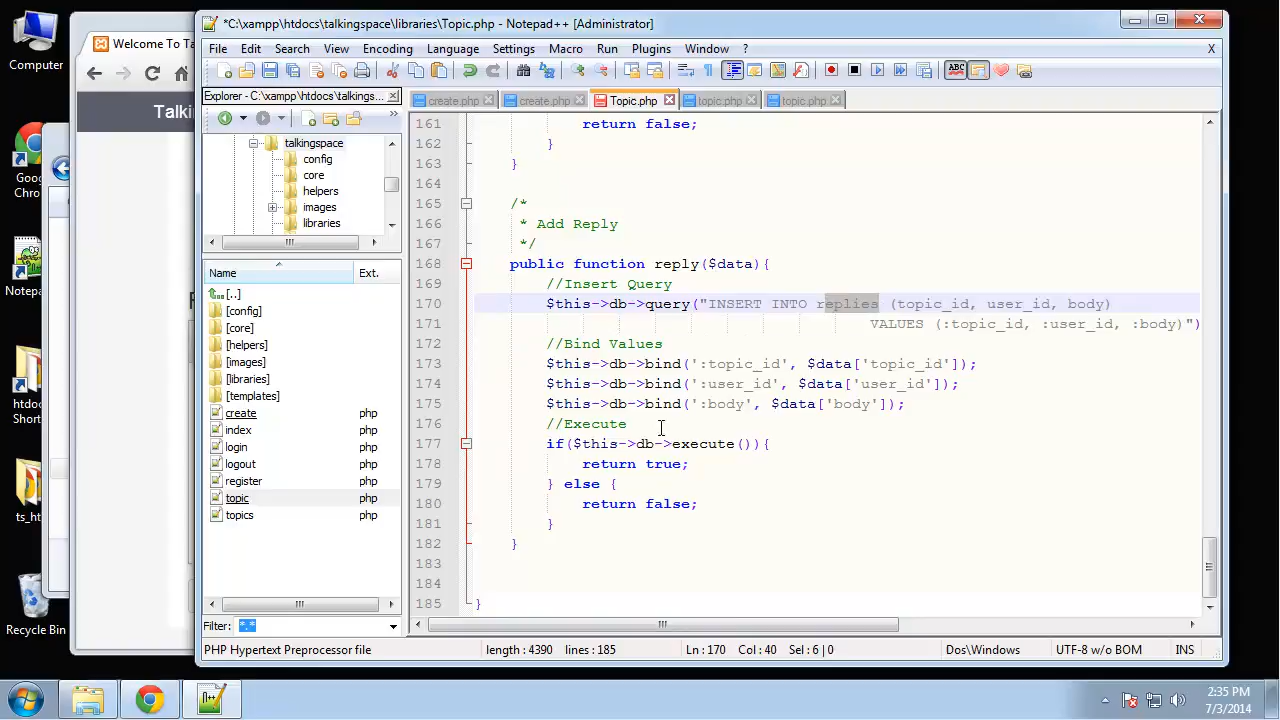 Computer
Goo
Chro
Notepa
htdoc
Short
ts_ht
Recycle Bin
Welcome To Ta
Talki
*C:\xampp\htdocs\talkingspace\libraries\Topic.php - Notepad++ [Administrator]
File Edit Search View Encoding Language Settings Macro Run Plugins Window ? X
Explorer - C:\xampp\htdocs\talkings...
create.php create.php Topic.php topic.php topic.php
talkingspace
config
core
helpers
images
libraries
Name Ext.
[..]
[config]
[core]
[helpers]
[images]
[libraries]
[templates]
create php
index php
login php
logout php
register php
topic php
topics php
Filter: *.*
161 return false;
162 }
163 }
164
165 /*
166 * Add Reply
167 */
168 public function reply($data){
169 //Insert Query
170 $this->db->query("INSERT INTO replies (topic_id, user_id, body)
171 VALUES (:topic_id, :user_id, :body)")
172 //Bind Values
173 $this->db->bind(':topic_id', $data['topic_id']);
174 $this->db->bind(':user_id', $data['user_id']);
175 $this->db->bind(':body', $data['body']);
176 //Execute
177 if($this->db->execute()){
178 return true;
179 } else {
180 return false;
181 }
182 }
183
184
185 }
PHP Hypertext Preprocessor file length : 4390 lines : 185 Ln : 170 Col : 40 Sel : 6 | 0 Dos\Windows UTF-8 w/o BOM INS
2:35 PM
7/3/2014